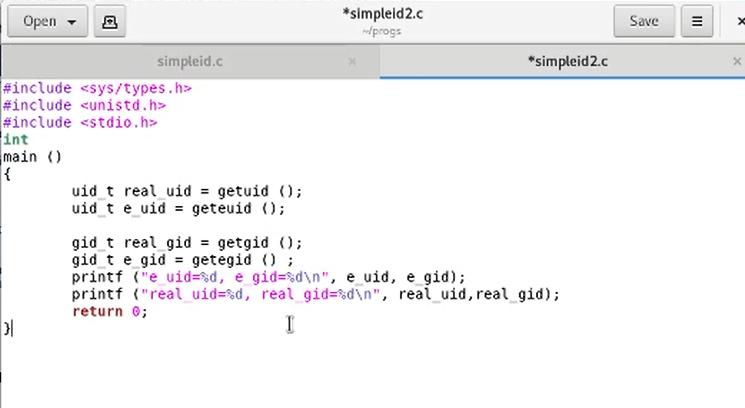 Open
*simpleid2.c
~/progs
Save
simpleid.c
*simpleid2.c
#include <sys/types.h>
#include <unistd.h>
#include <stdio.h>
int
main ()
{
        uid_t real_uid = getuid ();
        uid_t e_uid = geteuid ();

        gid_t real_gid = getgid ();
        gid_t e_gid = getegid () ;
        printf ("e_uid=%d, e_gid=%d\n", e_uid, e_gid);
        printf ("real_uid=%d, real_gid=%d\n", real_uid,real_gid);
        return 0;
}